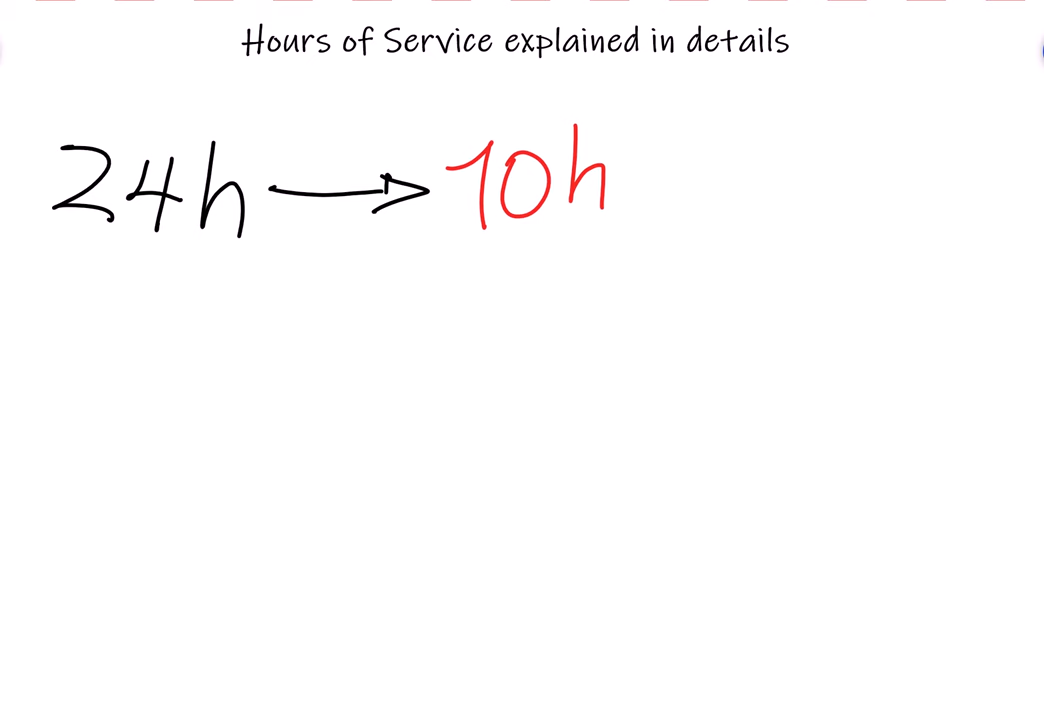 Hours of Service explained in details
24h → 10h